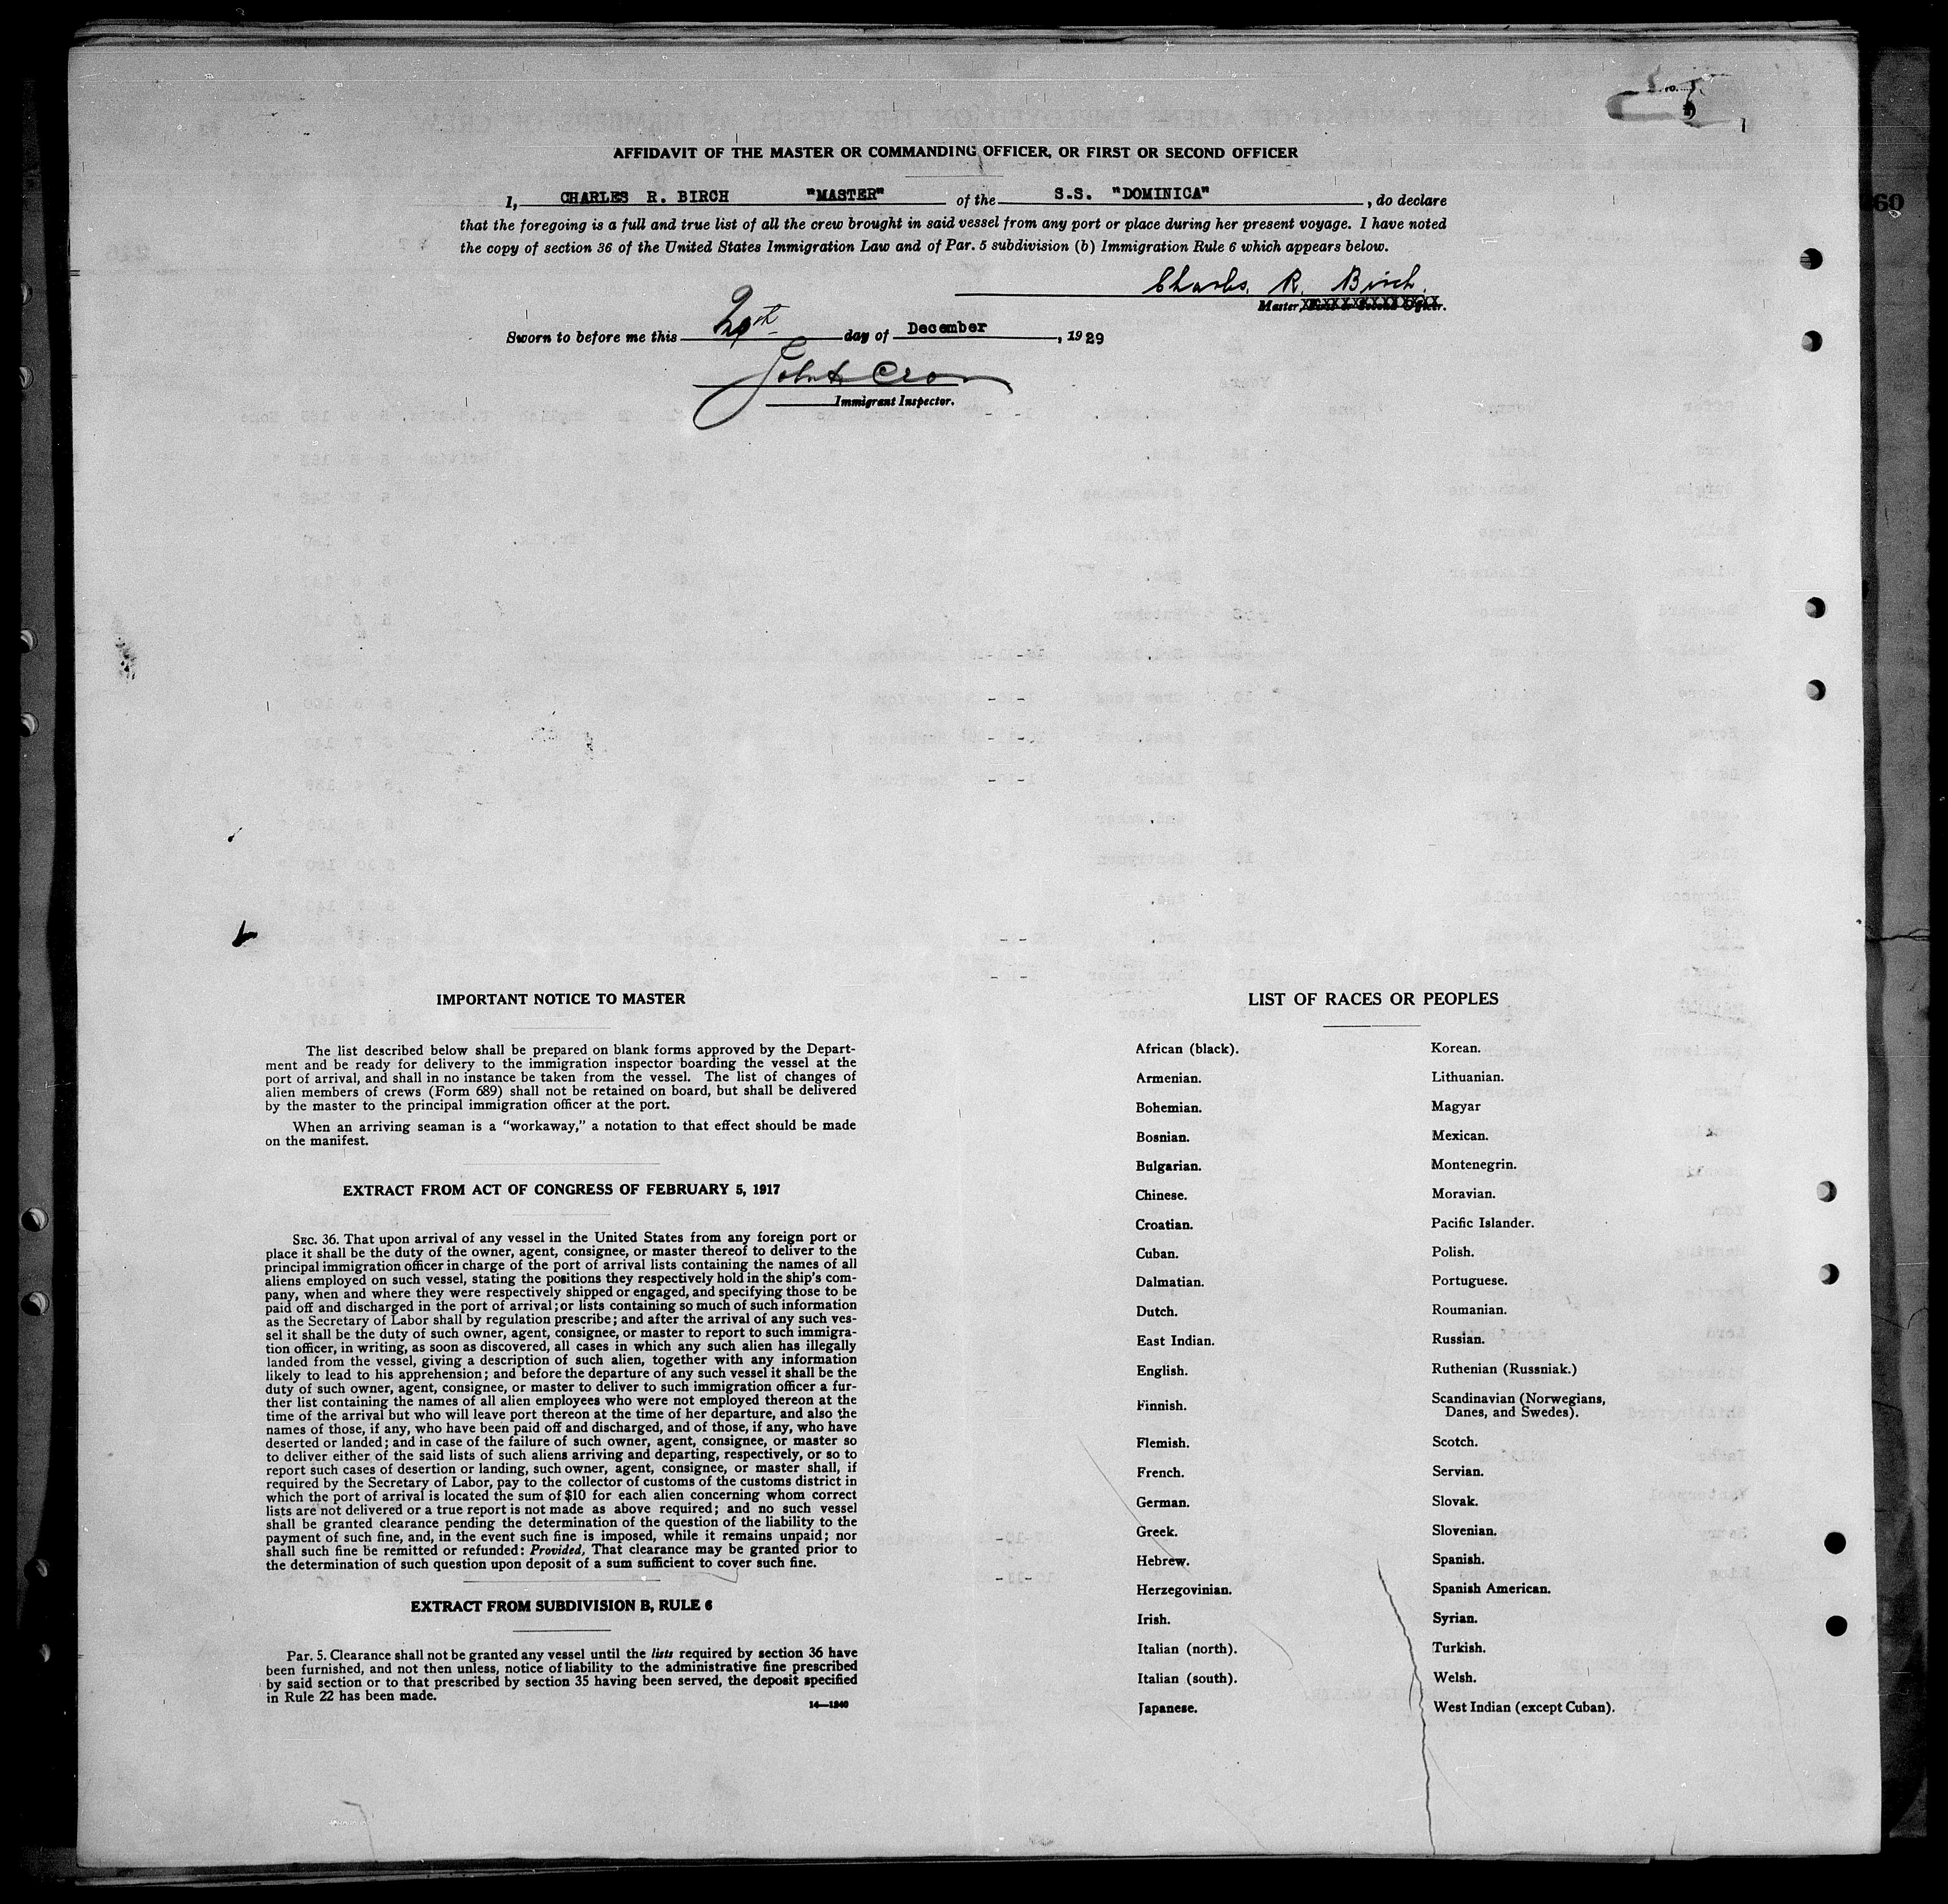 AFFIDAVIT OF THE MASTER OR COMMANDING OFFICER, OR FIRST OR SECOND OFFICER
I, CHARLES R. BIRCH "MASTER" of the S.S. "DOMINICA", do declare
that the foregoing is a full and true list of all the crew brought in said vessel from any port or place during her present voyage. I have noted
the copy of section 36 of the United States Immigration Law and of Par. 5 subdivision (b) Immigration Rule 6 which appears below.
Charles. R. Birch.
Master, First or Second Officer.
Sworn to before me this day of December, 1929
Immigrant Inspector.
60
IMPORTANT NOTICE TO MASTER
The list described below shall be prepared on blank forms approved by the Depart-
ment and be ready for delivery to the immigration inspector boarding the vessel at the
port of arrival, and shall in no instance be taken from the vessel. The list of changes of
alien members of crews (Form 689) shall not be retained on board, but shall be delivered
by the master to the principal immigration officer at the port.
When an arriving seaman is a "workaway," a notation to that effect should be made
on the manifest.
EXTRACT FROM ACT OF CONGRESS OF FEBRUARY 5, 1917
SEC. 36. That upon arrival of any vessel in the United States from any foreign port or
place it shall be the duty of the owner, agent, consignee, or master thereof to deliver to the
principal immigration officer in charge of the port of arrival lists containing the names of all
aliens employed on such vessel, stating the positions they respectively hold in the ship's com-
pany, when and where they were respectively shipped or engaged, and specifying those to be
paid off and discharged in the port of arrival; or lists containing so much of such information
as the Secretary of Labor shall by regulation prescribe; and after the arrival of any such ves-
sel it shall be the duty of such owner, agent, consignee, or master to report to such immigra-
tion officer, in writing, as soon as discovered, all cases in which any such alien has illegally
landed from the vessel, giving a description of such alien, together with any information
likely to lead to his apprehension; and before the departure of any such vessel it shall be the
duty of such owner, agent, consignee, or master to deliver to such immigration officer a fur-
ther list containing the names of all alien employees who were not employed thereon at the
time of the arrival but who will leave port thereon at the time of her departure, and also the
names of those, if any, who have been paid off and discharged, and of those, if any, who have
deserted or landed; and in case of the failure of such owner, agent, consignee, or master so
to deliver either of the said lists of such aliens arriving and departing, respectively, or so to
report such cases of desertion or landing, such owner, agent, consignee, or master shall, if
required by the Secretary of Labor, pay to the collector of customs of the customs district in
which the port of arrival is located the sum of $10 for each alien concerning whom correct
lists are not delivered or a true report is not made as above required; and no such vessel
shall be granted clearance pending the determination of the question of the liability to the
payment of such fine, and, in the event such fine is imposed, while it remains unpaid; nor
shall such fine be remitted or refunded: Provided, That clearance may be granted prior to
the determination of such question upon deposit of a sum sufficient to cover such fine.
EXTRACT FROM SUBDIVISION B, RULE 6
Par. 5. Clearance shall not be granted any vessel until the lists required by section 36 have
been furnished, and not then unless, notice of liability to the administrative fine prescribed
by said section or to that prescribed by section 35 having been served, the deposit specified
in Rule 22 has been made.
14—1240
LIST OF RACES OR PEOPLES
African (black).
Armenian.
Bohemian.
Bosnian.
Bulgarian.
Chinese.
Croatian.
Cuban.
Dalmatian.
Dutch.
East Indian.
English.
Finnish.
Flemish.
French.
German.
Greek.
Hebrew.
Herzegovinian.
Irish.
Italian (north).
Italian (south).
Japanese.
Korean.
Lithuanian.
Magyar
Mexican.
Montenegrin.
Moravian.
Pacific Islander.
Polish.
Portuguese.
Roumanian.
Russian.
Ruthenian (Russniak.)
Scandinavian (Norwegians,
Danes, and Swedes).
Scotch.
Servian.
Slovak.
Slovenian.
Spanish.
Spanish American.
Syrian.
Turkish.
Welsh.
West Indian (except Cuban).